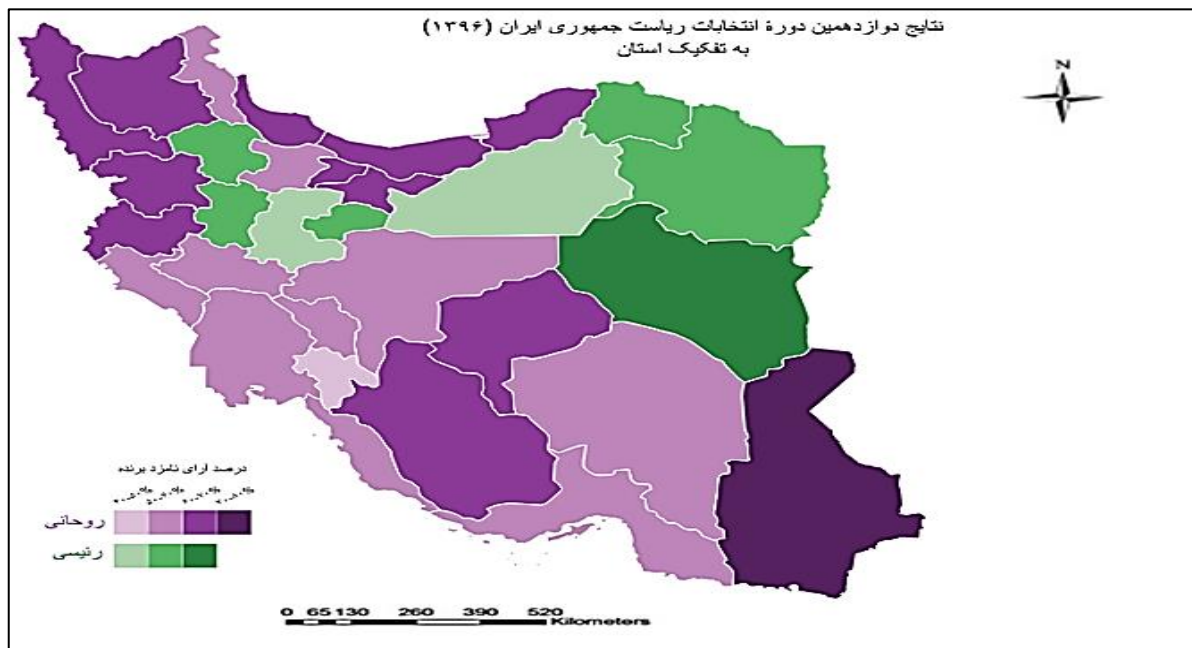 نتایج دوازدهمین دورهٔ انتخابات ریاست جمهوری ایران (۱۳۹۶)
به تفکیک استان
N
درصد آرای نامزد برنده
روحانی
رئیسی
0 65 130 260 390 520
Kilometers